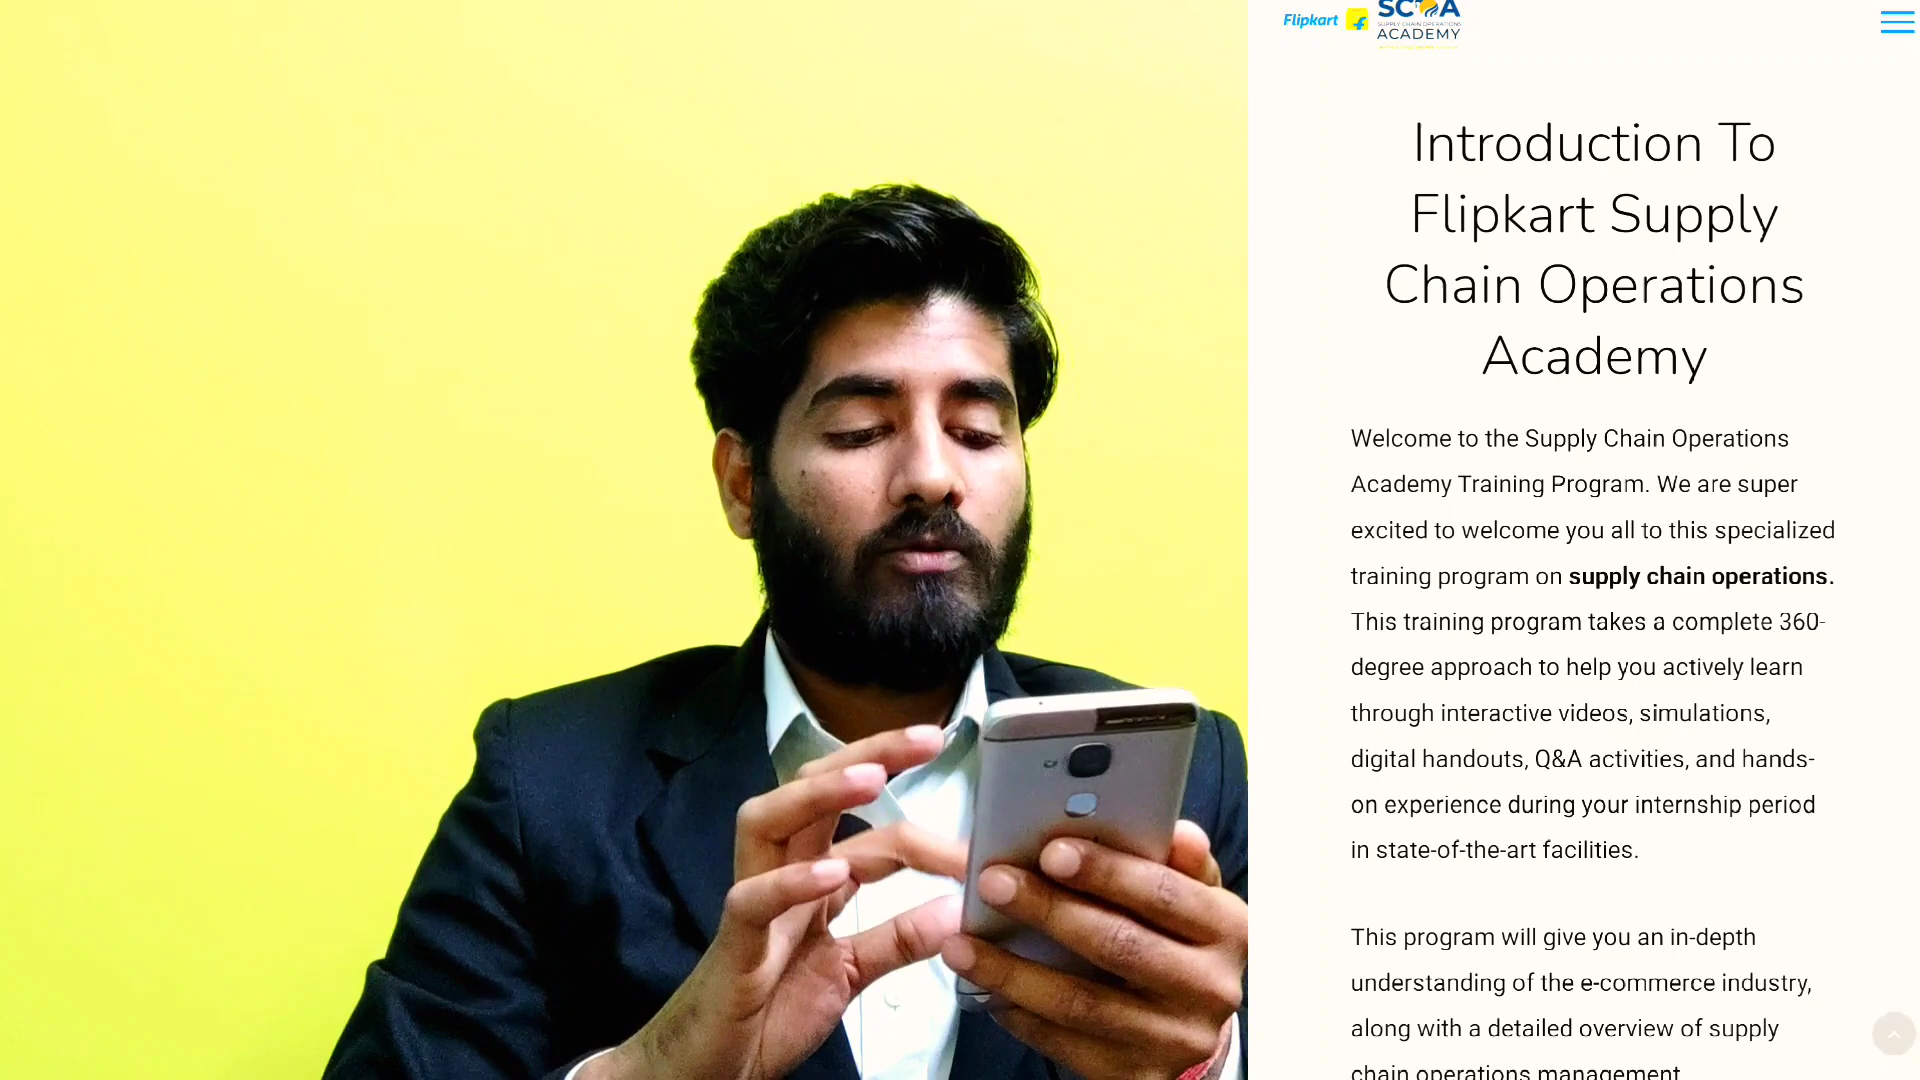 Flipkart
SCOA
SUPPLY CHAIN OPERATIONS
ACADEMY
Introduction To
Flipkart Supply
Chain Operations
Academy
Welcome to the Supply Chain Operations
Academy Training Program. We are super
excited to welcome you all to this specialized
training program on supply chain operations.
This training program takes a complete 360-
degree approach to help you actively learn
through interactive videos, simulations,
digital handouts, Q&A activities, and hands-
on experience during your internship period
in state-of-the-art facilities.
This program will give you an in-depth
understanding of the e-commerce industry,
along with a detailed overview of supply
chain operations management